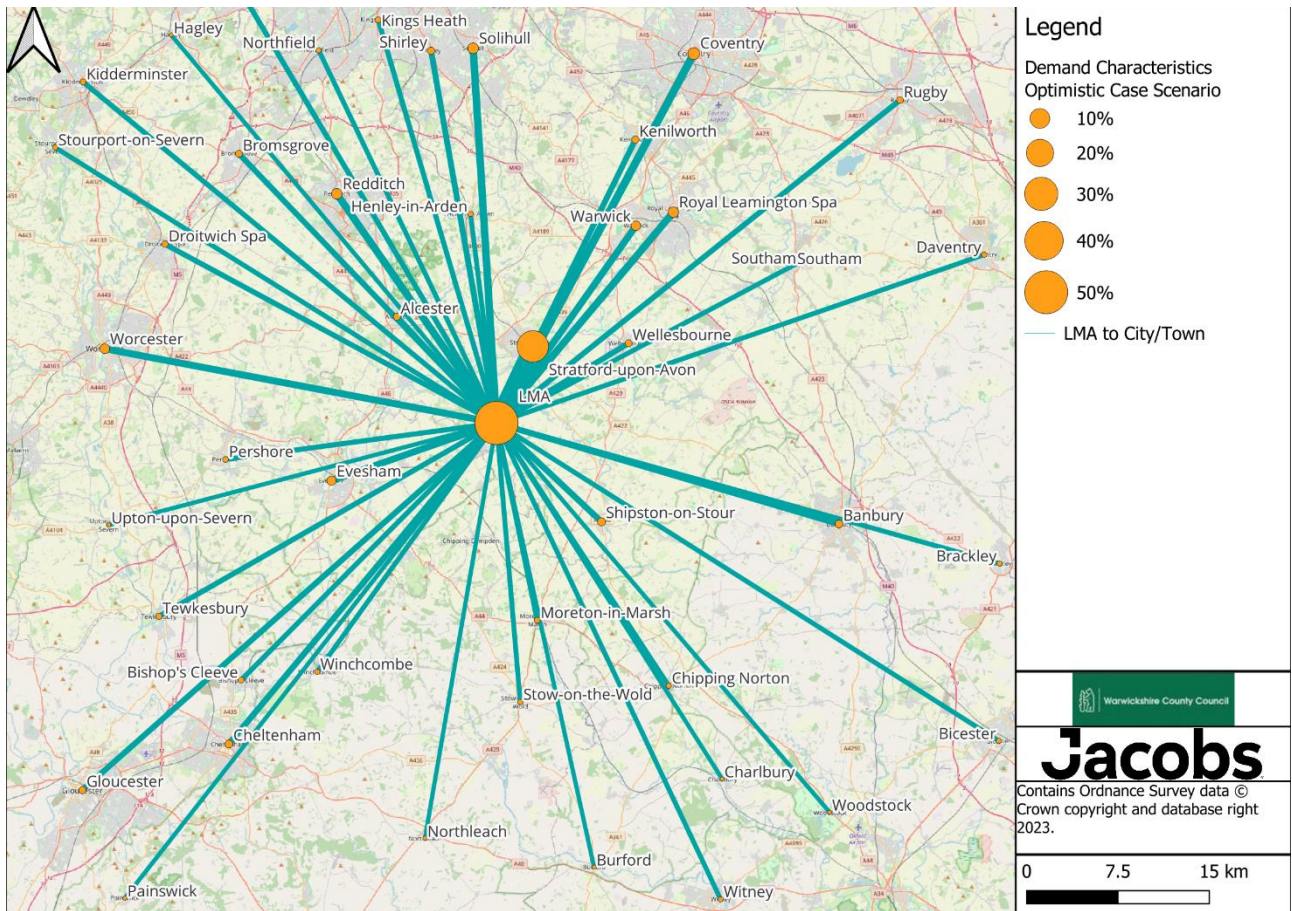 Hagley
Kings Heath
Northfield
Shirley
Solihull
Coventry
Kidderminster
Rugby
Stourport-on-Severn
Bromsgrove
Kenilworth
Redditch
Henley-in-Arden
Royal Leamington Spa
Warwick
Droitwich Spa
Southam Southam
Daventry
Alcester
Worcester
Wellesbourne
Stratford-upon-Avon
LMA
Pershore
Evesham
Upton-upon-Severn
Shipston-on-Stour
Banbury
Chipping Campden
Brackley
Tewkesbury
Moreton-in-Marsh
Bishop's Cleeve
Winchcombe
Chipping Norton
Stow-on-the-Wold
Cheltenham
Bicester
Gloucester
Charlbury
Woodstock
Northleach
Burford
Painswick
Witney
Legend
Demand Characteristics
Optimistic Case Scenario
10%
20%
30%
40%
50%
LMA to City/Town
Warwickshire County Council
Jacobs
Contains Ordnance Survey data ©
Crown copyright and database right
2023.
0 7.5 15 km